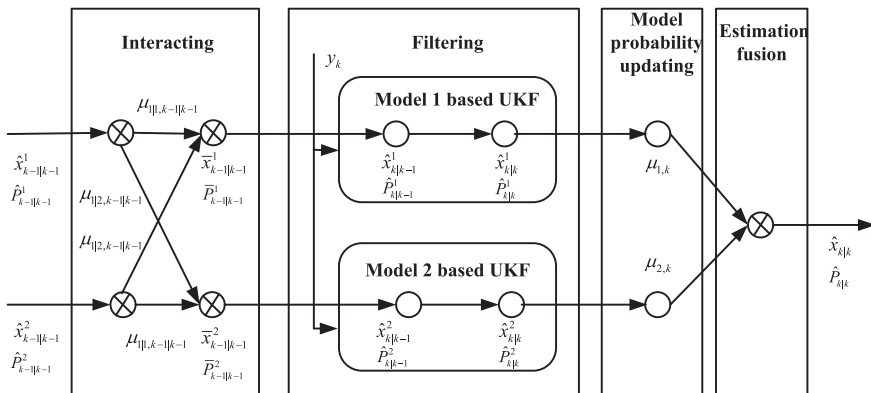 Interacting
Filtering
Model
probability
updating
Estimation
fusion
y_k
Model 1 based UKF
μ_{1|1,k-1|k-1}
x̂^1_{k-1|k-1}
P̂^1_{k-1|k-1}
x̄^1_{k-1|k-1}
P̄^1_{k-1|k-1}
x̂^1_{k|k-1}
P̂^1_{k|k-1}
x̂^1_{k|k}
P̂^1_{k|k}
μ_{1,k}
μ_{1|2,k-1|k-1}
μ_{1|2,k-1|k-1}
x̂_{k|k}
P̂_{k|k}
Model 2 based UKF
μ_{2,k}
x̂^2_{k-1|k-1}
P̂^2_{k-1|k-1}
μ_{1|1,k-1|k-1}
x̄^2_{k-1|k-1}
P̄^2_{k-1|k-1}
x̂^2_{k|k-1}
P̂^2_{k|k-1}
x̂^2_{k|k}
P̂^2_{k|k}